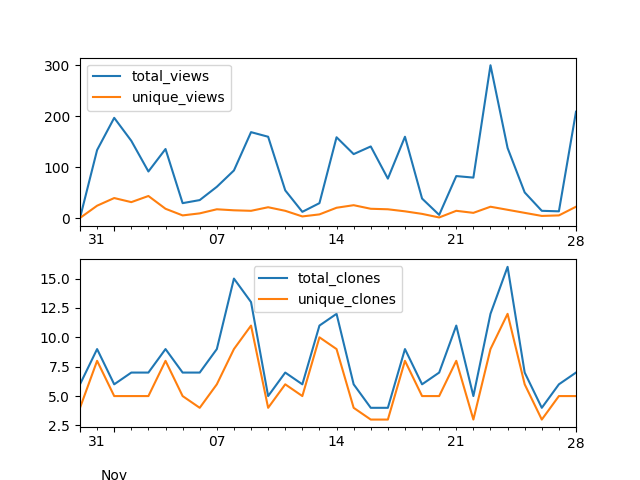 300
200
100
0
total_views
unique_views
31 07 14 21 28
15.0
12.5
10.0
7.5
5.0
2.5
total_clones
unique_clones
31 07 14 21 28
Nov